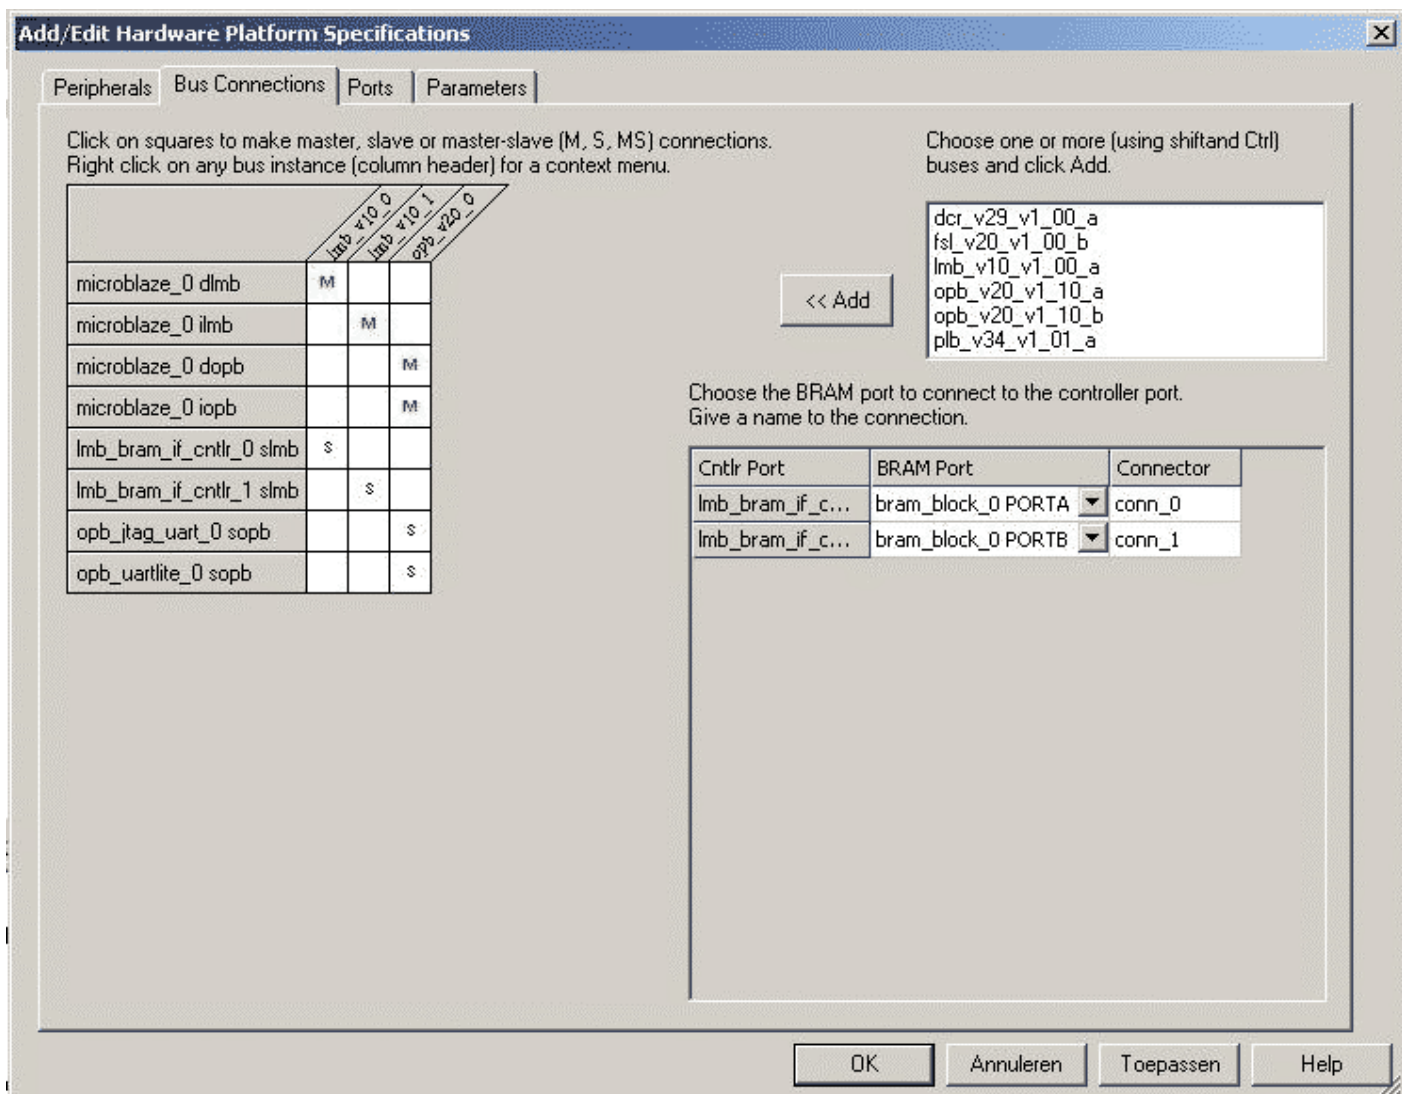 Add/Edit Hardware Platform Specifications
Peripherals Bus Connections Ports Parameters
Click on squares to make master, slave or master-slave (M, S, MS) connections.
Right click on any bus instance (column header) for a context menu.
lmb_v10_0 lmb_v10_1 opb_v20_0
microblaze_0 dlmb M
microblaze_0 ilmb M
microblaze_0 dopb M
microblaze_0 iopb M
lmb_bram_if_cntlr_0 slmb S
lmb_bram_if_cntlr_1 slmb S
opb_jtag_uart_0 sopb S
opb_uartlite_0 sopb S
Choose one or more (using shiftand Ctrl)
buses and click Add.
<< Add
dcr_v29_v1_00_a
fsl_v20_v1_00_b
lmb_v10_v1_00_a
opb_v20_v1_10_a
opb_v20_v1_10_b
plb_v34_v1_01_a
Choose the BRAM port to connect to the controller port.
Give a name to the connection.
Cntlr Port BRAM Port Connector
lmb_bram_if_c... bram_block_0 PORTA conn_0
lmb_bram_if_c... bram_block_0 PORTB conn_1
OK Annuleren Toepassen Help